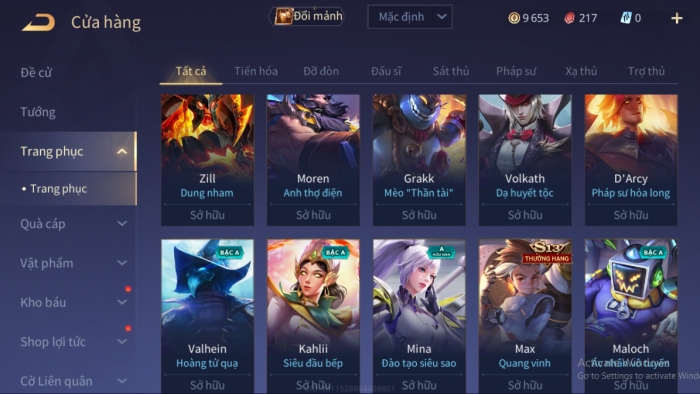 Cửa hàng
Đổi mảnh
Mặc định
9 653
217
0
Đề cử
Tướng
Trang phục
Trang phục
Quà cáp
Vật phẩm
Kho báu
Shop lợi tức
Cờ Liên quân
Tất cả
Tiến hóa
Đỡ đòn
Đấu sĩ
Sát thủ
Pháp sư
Xạ thủ
Trợ thủ
Zill
Dung nham
Sở hữu
Moren
Anh thợ điện
Sở hữu
Grakk
Mèo "Thần tài"
Sở hữu
Volkath
Dạ huyết tộc
Sở hữu
D'Arcy
Pháp sư hỏa long
Sở hữu
BẬC A
Valhein
Hoàng tử quạ
Sở hữu
BẬC A
Kahlii
Siêu đầu bếp
Sở hữu
A
HỮU HẠN
Mina
Đào tạo siêu sao
Sở hữu
S13
THƯỞNG HẠNG
Max
Quang vinh
Sở hữu
BẬC A
Maloch
Sở hữu
Activate Windows
Go to Settings to activate Windo